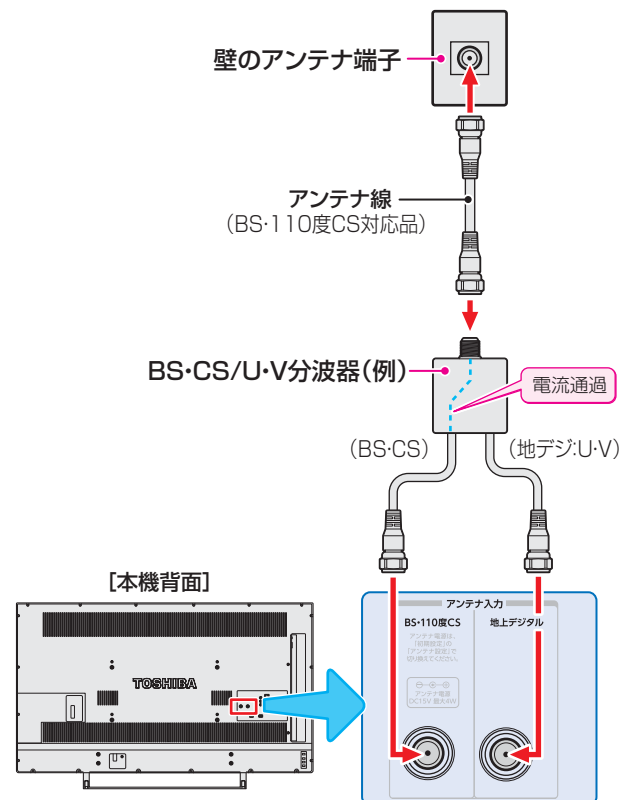 壁のアンテナ端子
アンテナ線
（BS・110度CS対応品）
BS・CS/U・V分波器（例）
電流通過
（BS・CS）
（地デジ:U・V）
［本機背面］
TOSHIBA
アンテナ入力
BS・110度CS
地上デジタル
アンテナ電源は、
「初期設定」の
「アンテナ設定」で
切り換えてください。
アンテナ電源
DC15V 最大4W